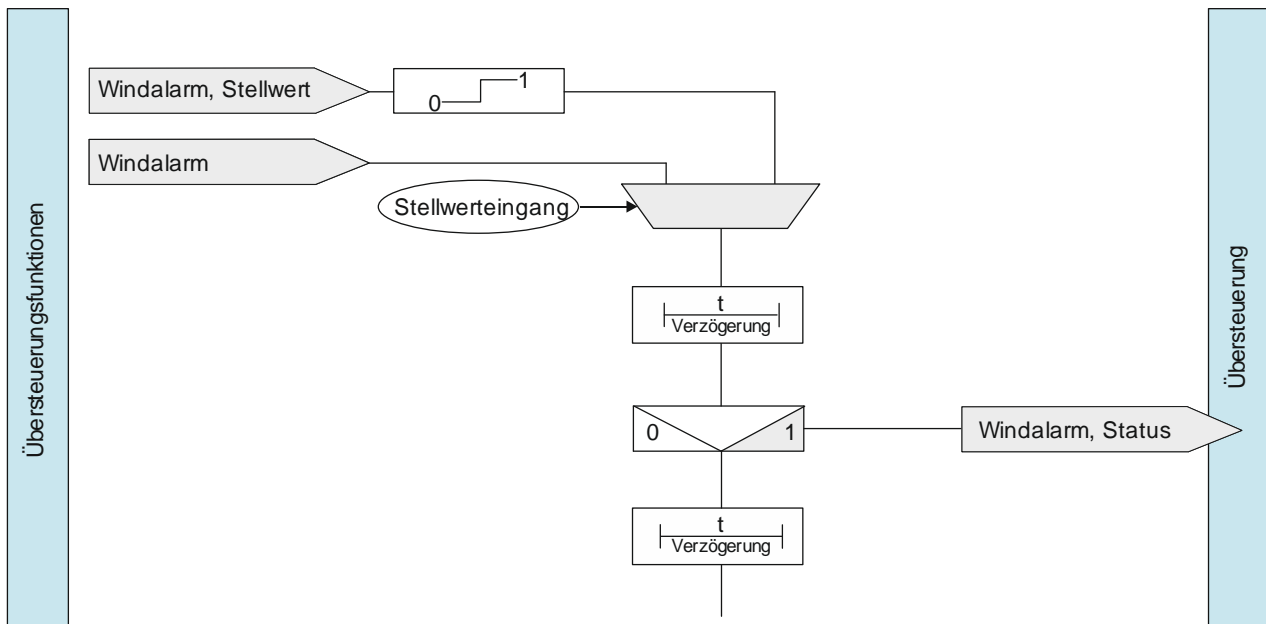 Übersteuerungsfunktionen
Windalarm, Stellwert
0
1
Windalarm
Stellwerteingang
t
Verzögerung
0
1
Windalarm, Status
t
Verzögerung
Übersteuerung